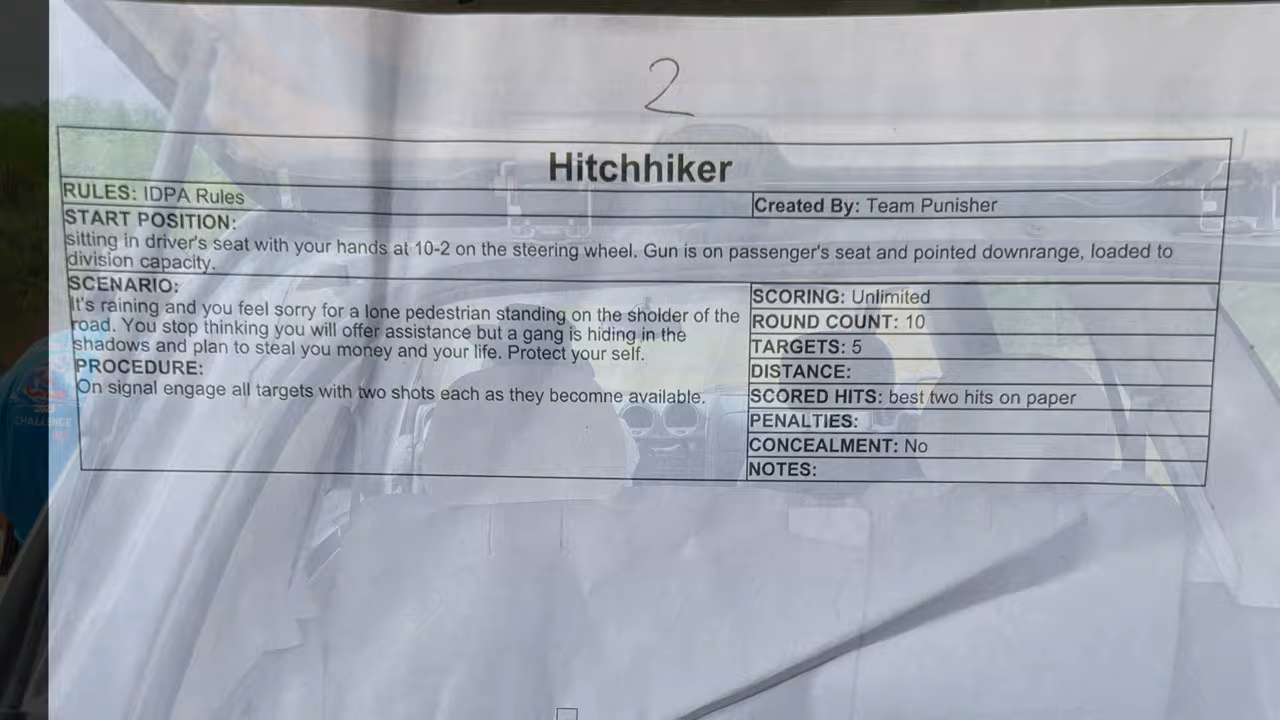 2
Hitchhiker
RULES: IDPA Rules
Created By: Team Punisher
START POSITION:
sitting in driver's seat with your hands at 10-2 on the steering wheel. Gun is on passenger's seat and pointed downrange, loaded to
division capacity.
SCENARIO:
It's raining and you feel sorry for a lone pedestrian standing on the sholder of the
road. You stop thinking you will offer assistance but a gang is hiding in the
shadows and plan to steal you money and your life. Protect your self.
PROCEDURE:
On signal engage all targets with two shots each as they becomne available.
SCORING: Unlimited
ROUND COUNT: 10
TARGETS: 5
DISTANCE:
SCORED HITS: best two hits on paper
PENALTIES:
CONCEALMENT: No
NOTES:
CHALLENGE